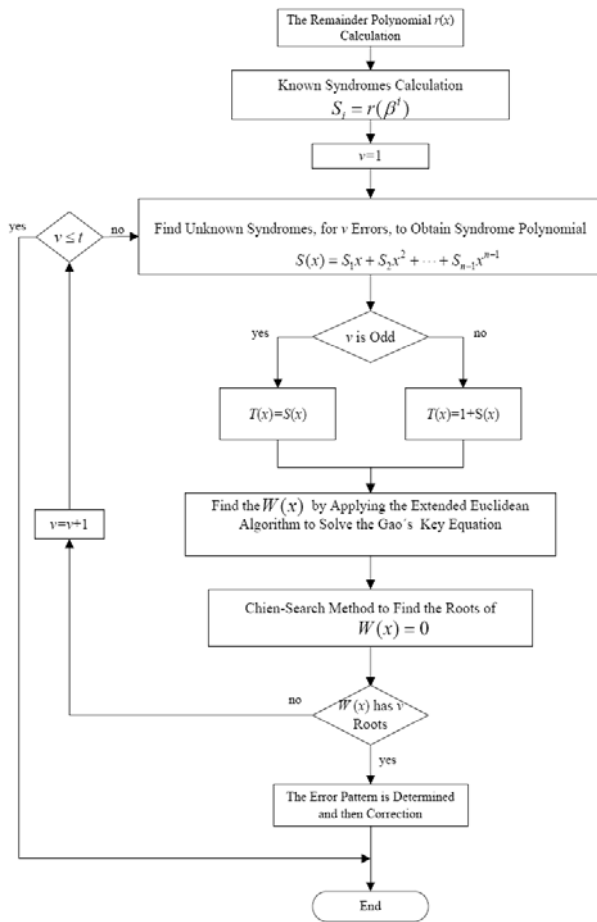 The Remainder Polynomial r(x)
Calculation
Known Syndromes Calculation
S_i = r(β^i)
v=1
yes
v ≤ t
no
Find Unknown Syndromes, for v Errors, to Obtain Syndrome Polynomial
S(x) = S_1x + S_2x^2 + ··· + S_{n-1}x^{n-1}
yes
v is Odd
no
T(x)=S(x)
T(x)=1+S(x)
Find the W(x) by Applying the Extended Euclidean
Algorithm to Solve the Gao´s Key Equation
v=v+1
Chien-Search Method to Find the Roots of
W(x) = 0
no
W(x) has v
Roots
yes
The Error Pattern is Determined
and then Correction
End